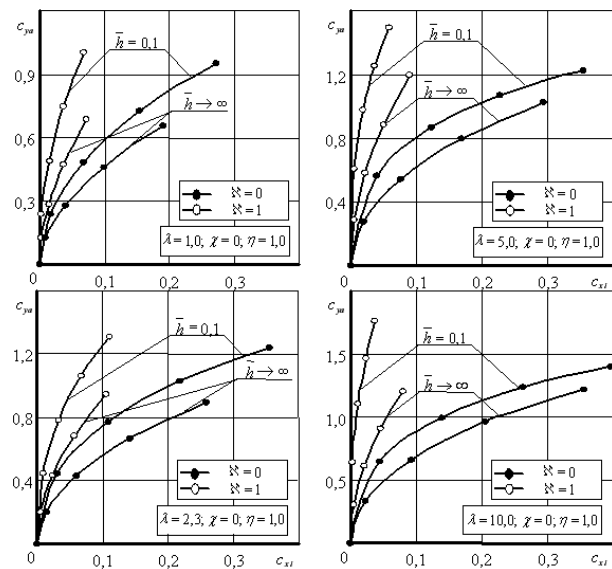 c_ya
0,9
0,6
0,3
0
0,1
0,2
0,3
h̄ = 0,1
h̄ → ∞
ℵ = 0
ℵ = 1
λ = 1,0; χ = 0; η = 1,0
1,2
0,8
0,4
0
0,1
0,2
0,3
c_xi
h̄ = 0,1
h̄ → ∞
ℵ = 0
ℵ = 1
λ = 5,0; χ = 0; η = 1,0
c_ya
1,2
0,8
0,4
0
0,1
0,2
0,3
c_xi
h̄ = 0,1
h̄ → ∞
ℵ = 0
ℵ = 1
λ = 2,3; χ = 0; η = 1,0
1,5
1,0
0,5
0
0,1
0,2
0,3
c_xi
h̄ = 0,1
h̄ → ∞
ℵ = 0
ℵ = 1
λ = 10,0; χ = 0; η = 1,0